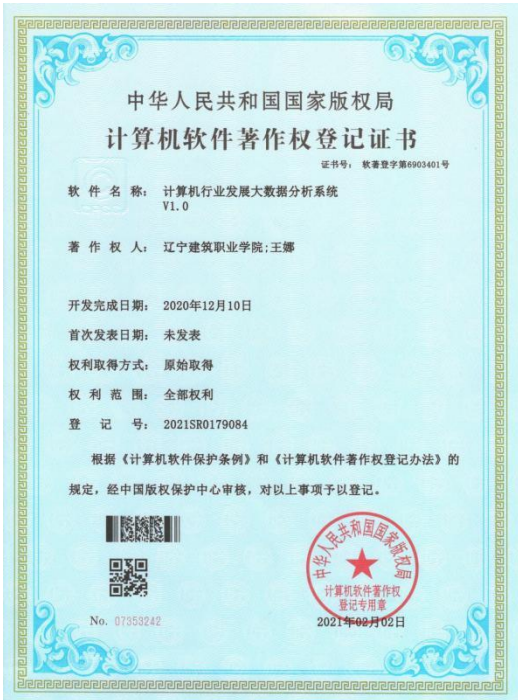 中华人民共和国国家版权局
计算机软件著作权登记证书
证书号： 软著登字第6903401号
软件名称： 计算机行业发展大数据分析系统
V1.0
著作权人： 辽宁建筑职业学院;王娜
开发完成日期： 2020年12月10日
首次发表日期： 未发表
权利取得方式： 原始取得
权利范围： 全部权利
登记号： 2021SR0179084
根据《计算机软件保护条例》和《计算机软件著作权登记办法》的
规定，经中国版权保护中心审核，对以上事项予以登记。
中华人民共和国国家版权局
计算机软件著作权
登记专用章
No. 07353242
2021年02月02日